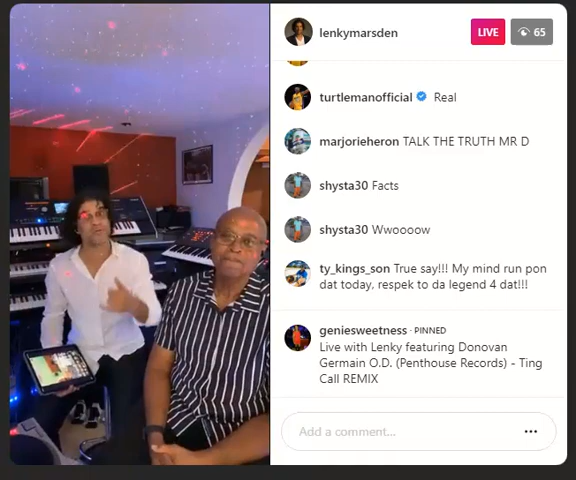 lenkymarsden
LIVE
65
turtlemanofficial Real
marjorieheron TALK THE TRUTH MR D
shysta30 Facts
shysta30 Wwoooow
ty_kings_son True say!!! My mind run pon
dat today, respek to da legend 4 dat!!!
geniesweetness · PINNED
Live with Lenky featuring Donovan
Germain O.D. (Penthouse Records) - Ting
Call REMIX
Add a comment...